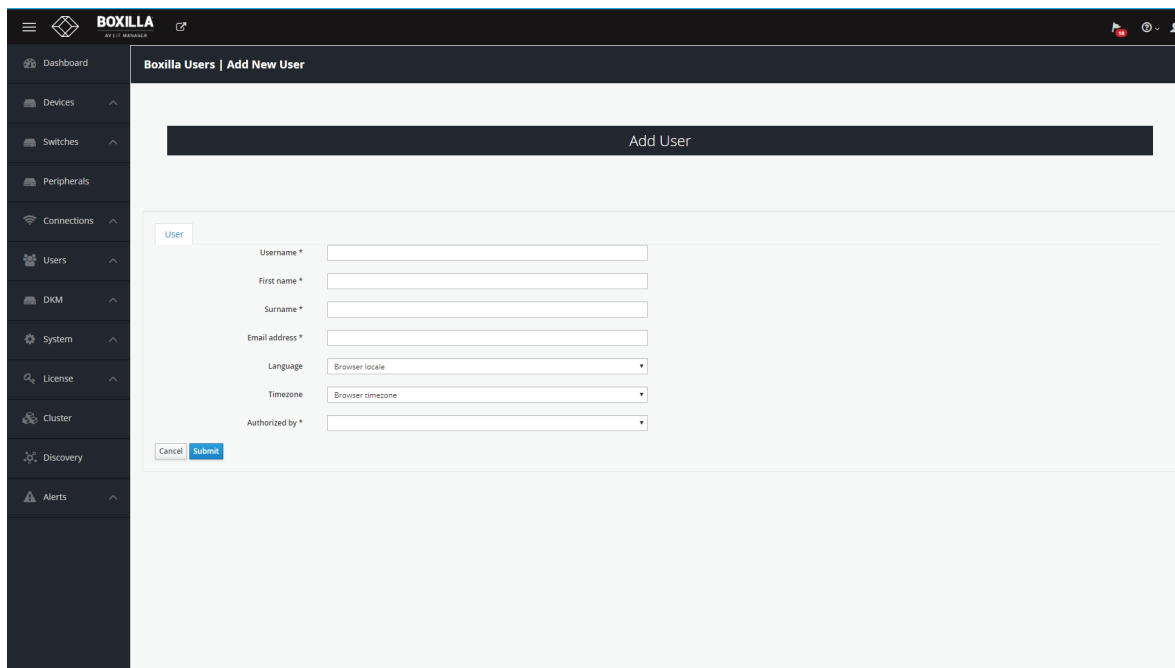 BOXILLA
AV | IT MANAGER
18
Dashboard
Devices
Switches
Peripherals
Connections
Users
DKM
System
License
Cluster
Discovery
Alerts
Boxilla Users | Add New User
Add User
User
Username *
First name *
Surname *
Email address *
Language Browser locale
Timezone Browser timezone
Authorized by *
Cancel Submit